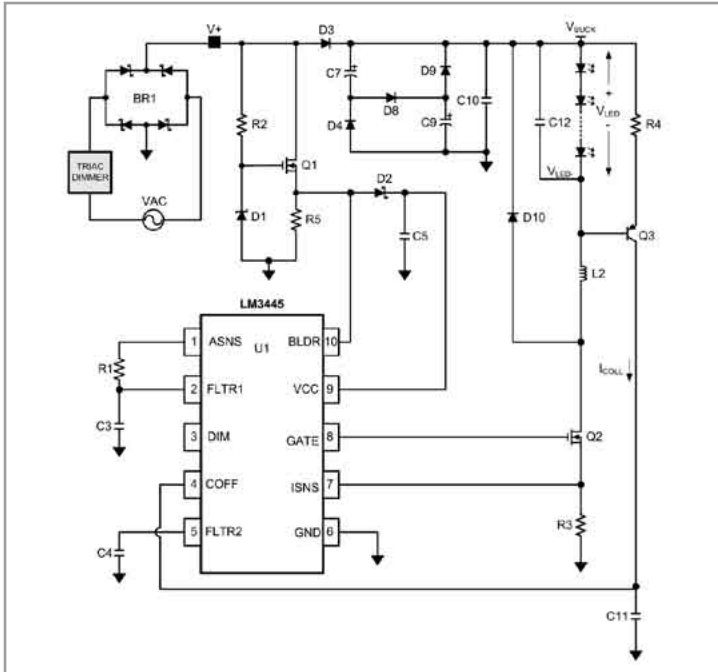 V+
D3
VBUCK
C7
D9
BR1
R2
D8
C10
C12
+
VLED
-
R4
D4
C9
TRIAC
DIMMER
Q1
VLED-
D2
VAC
D1
R5
C5
D10
Q3
L2
LM3445
1 ASNS
U1
BLDR 10
R1
ICOLL
2 FLTR1
VCC 9
C3
3 DIM
GATE 8
Q2
4 COFF
ISNS 7
R3
5 FLTR2
GND 6
C4
C11